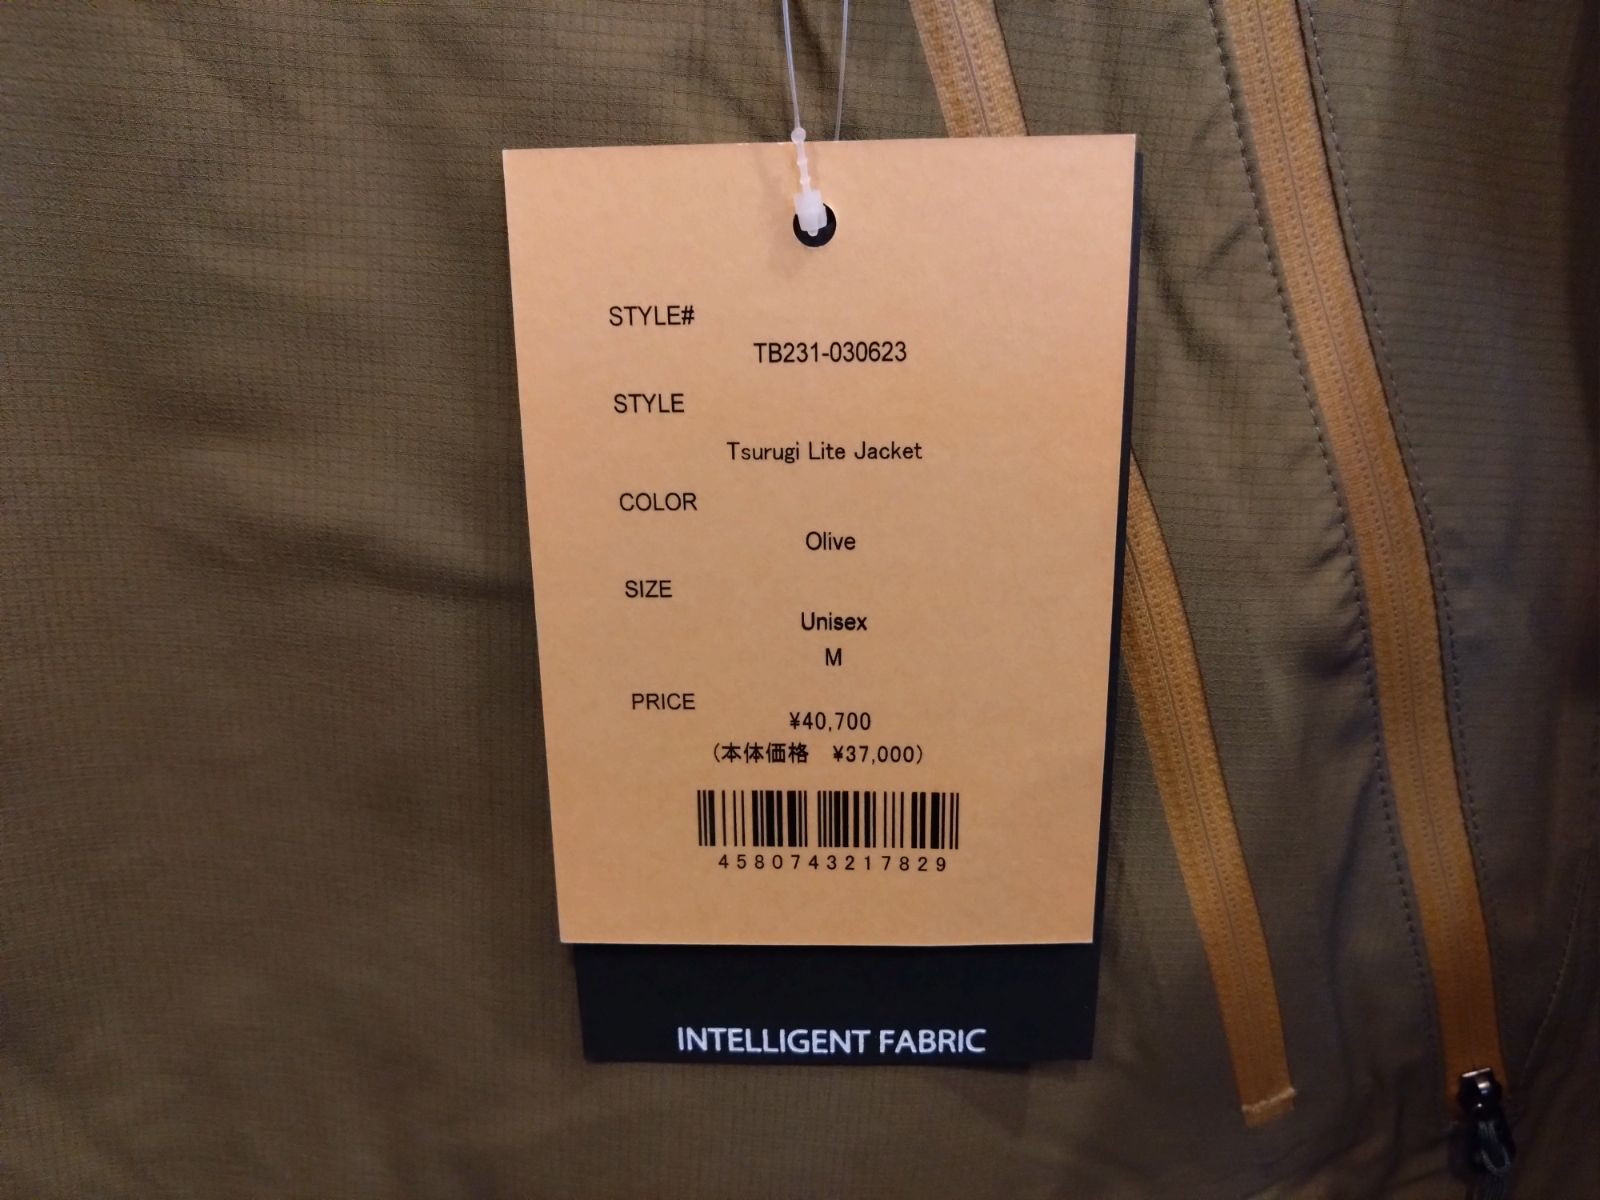 STYLE#
TB231-030623
STYLE
Tsurugi Lite Jacket
COLOR
Olive
SIZE
Unisex
M
PRICE
¥40,700
(本体価格　¥37,000)
4580743217829
INTELLIGENT FABRIC